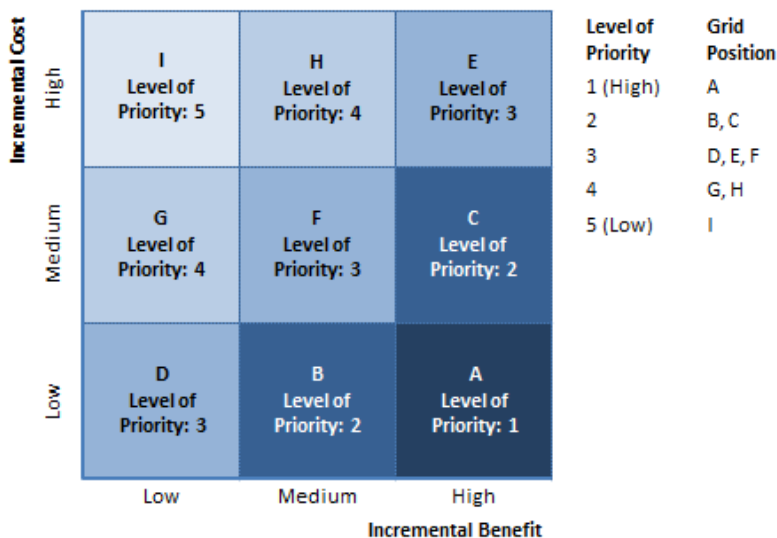 Incremental Cost
High
Medium
Low
I
Level of
Priority: 5
H
Level of
Priority: 4
E
Level of
Priority: 3
G
Level of
Priority: 4
F
Level of
Priority: 3
C
Level of
Priority: 2
D
Level of
Priority: 3
B
Level of
Priority: 2
A
Level of
Priority: 1
Low
Medium
High
Incremental Benefit
Level of Grid
Priority Position
1 (High) A
2 B, C
3 D, E, F
4 G, H
5 (Low) I